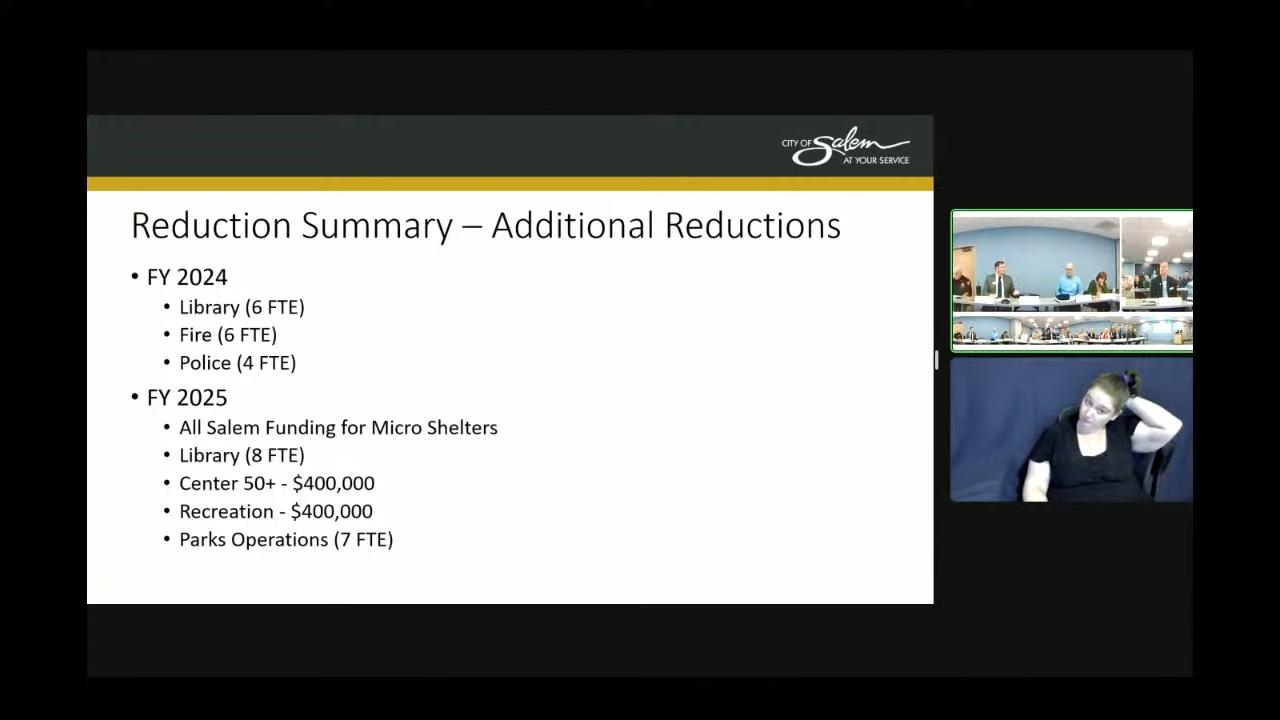 CITY OF Salem
AT YOUR SERVICE
Reduction Summary – Additional Reductions
• FY 2024
• Library (6 FTE)
• Fire (6 FTE)
• Police (4 FTE)
• FY 2025
• All Salem Funding for Micro Shelters
• Library (8 FTE)
• Center 50+ - $400,000
• Recreation - $400,000
• Parks Operations (7 FTE)